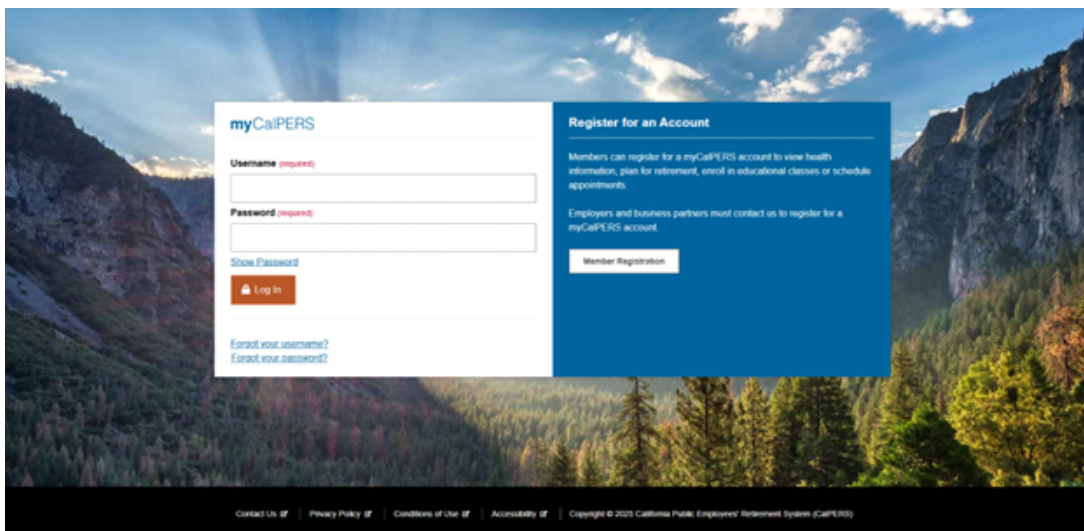 myCalPERS
Username (required)
Password (required)
Show Password
Log In
Forgot your username?
Forgot your password?
Register for an Account
Members can register for a myCalPERS account to view health
information, plan for retirement, enroll in educational classes or schedule
appointments.
Employers and business partners must contact us to register for a
myCalPERS account.
Member Registration
Contact Us
Privacy Policy
Conditions of Use
Accessibility
Copyright © 2025 California Public Employees' Retirement System (CalPERS)